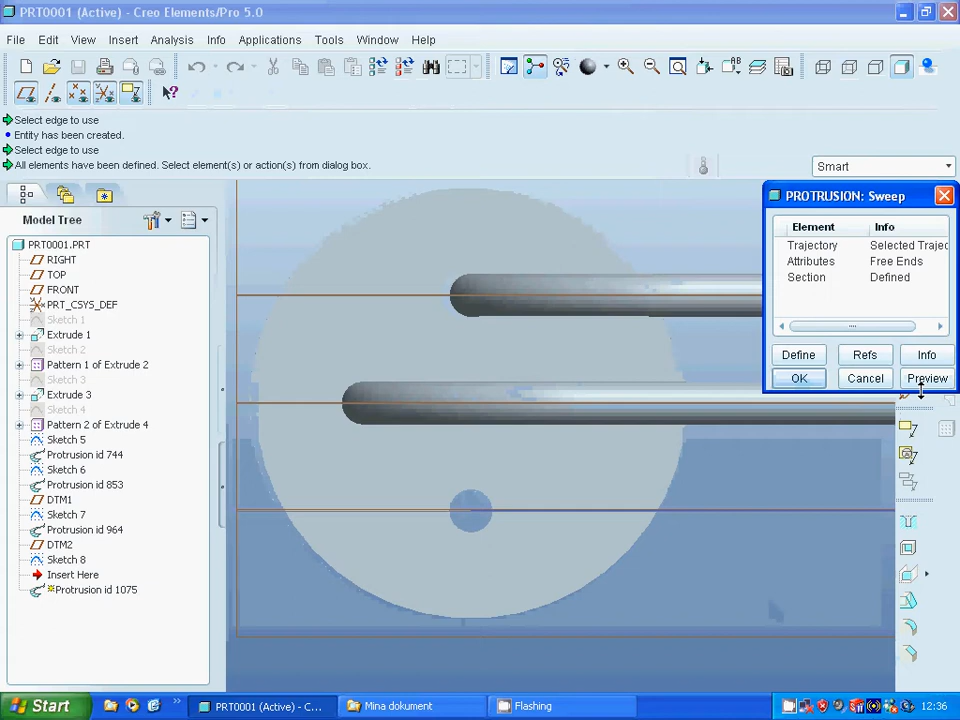 PRT0001 (Active) - Creo Elements/Pro 5.0
File Edit View Insert Analysis Info Applications Tools Window Help
Select edge to use
Entity has been created.
Select edge to use
All elements have been defined. Select element(s) or action(s) from dialog box.
Smart
Model Tree
PRT0001.PRT
RIGHT
TOP
FRONT
PRT_CSYS_DEF
Sketch 1
Extrude 1
Sketch 2
Pattern 1 of Extrude 2
Sketch 3
Extrude 3
Sketch 4
Pattern 2 of Extrude 4
Sketch 5
Protrusion id 744
Sketch 6
Protrusion id 853
DTM1
Sketch 7
Protrusion id 964
DTM2
Sketch 8
Insert Here
Protrusion id 1075
PROTRUSION: Sweep
Element Info
Trajectory Selected Trajec
Attributes Free Ends
Section Defined
Define Refs Info
OK Cancel Preview
Start PRT0001 (Active) - C... Mina dokument Flashing 12:36